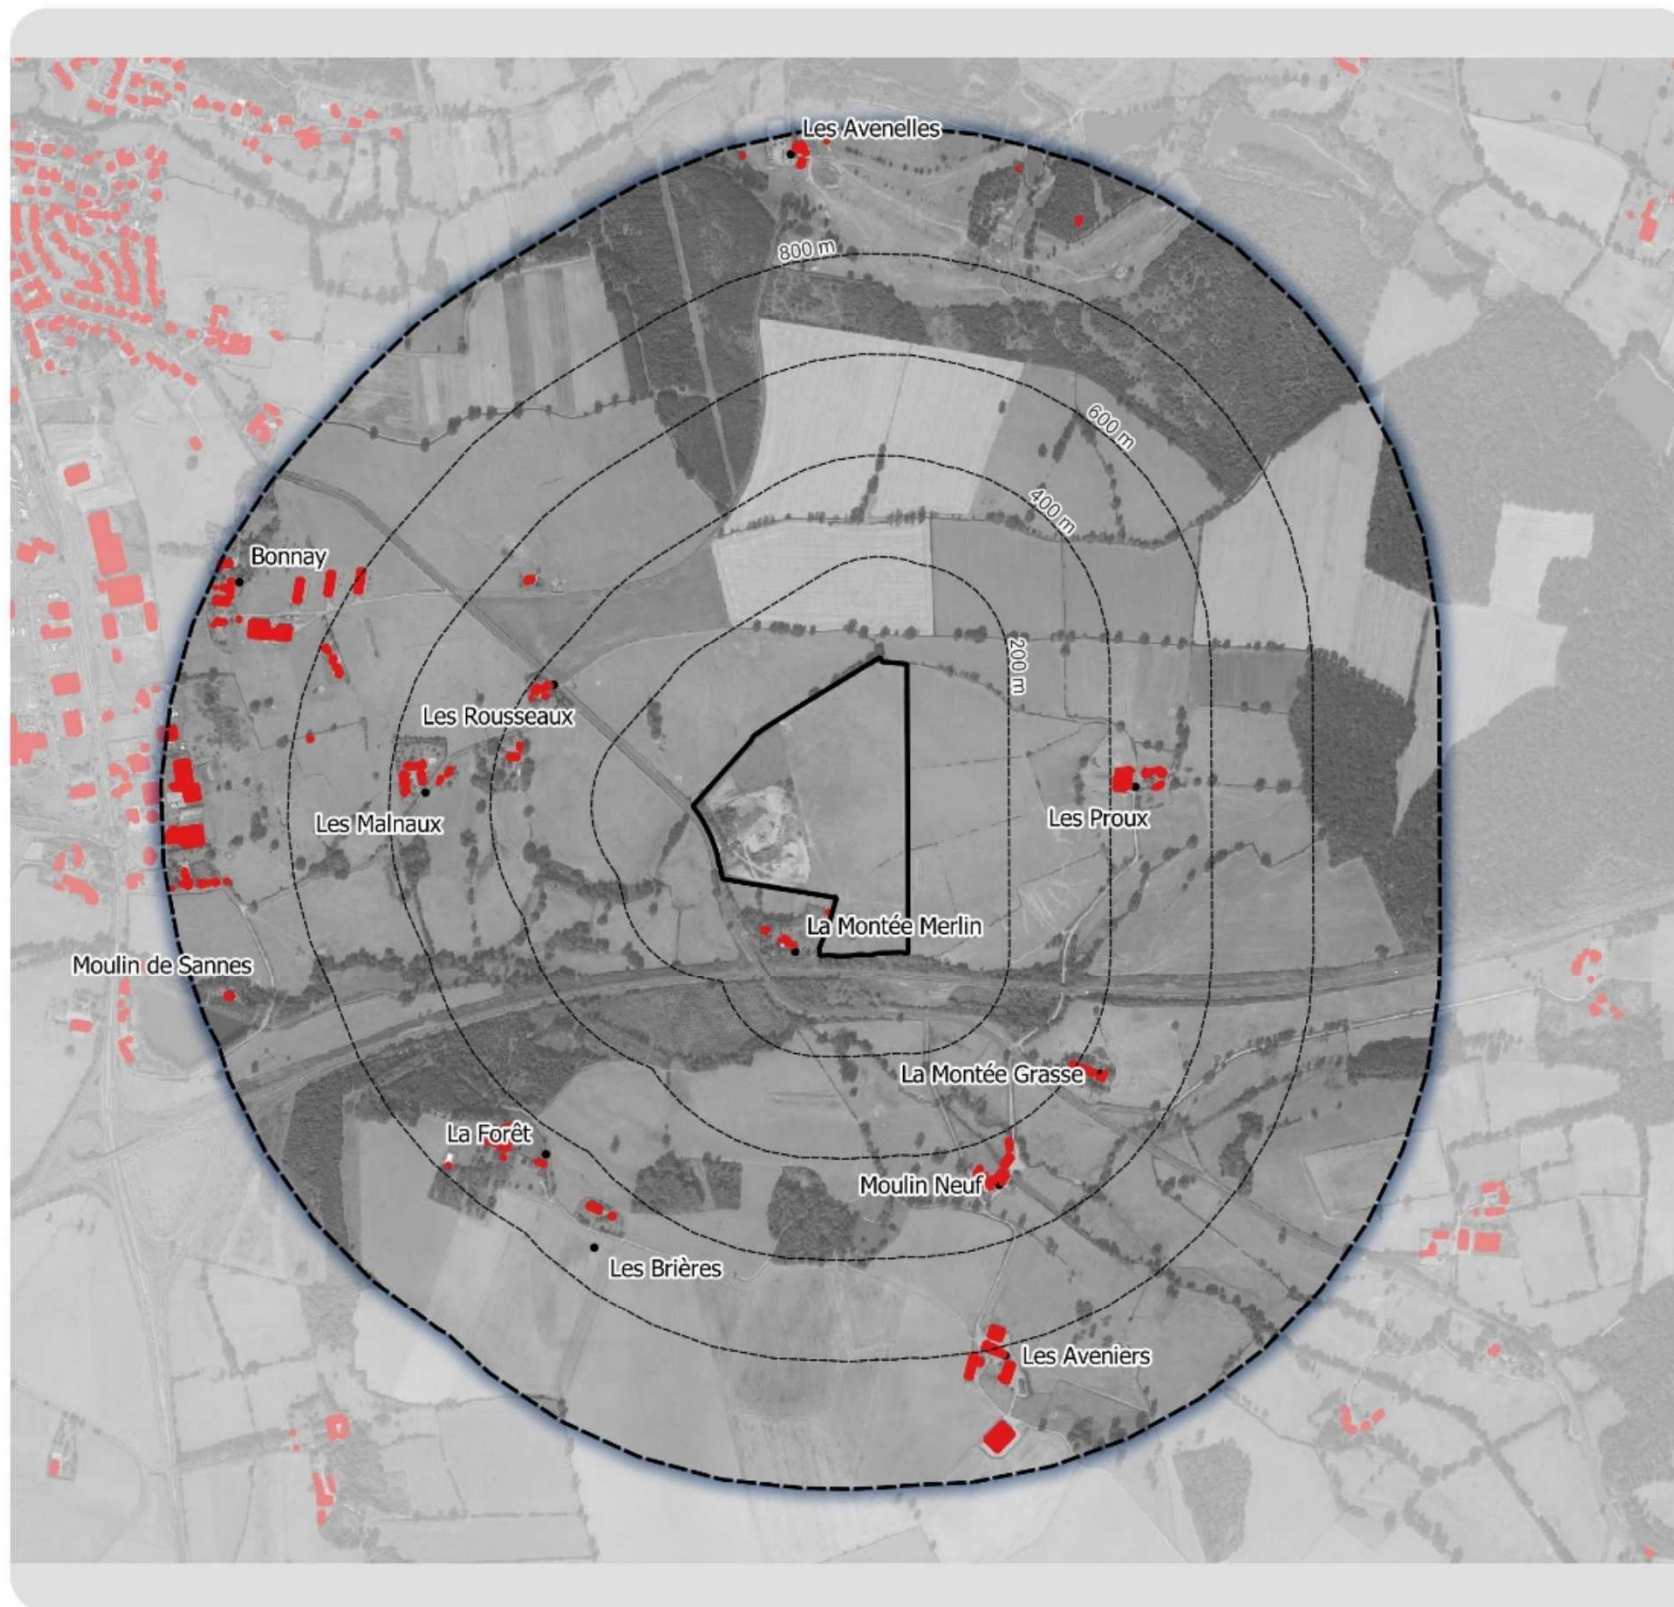 Les Avenelles
800 m
600 m
400 m
Bonnay
200 m
Les Rousseaux
Les Malnaux
Les Proux
La Montée Merlin
Moulin de Sannes
La Montée Grasse
La Forêt
Moulin Neuf
Les Brières
Les Aveniers